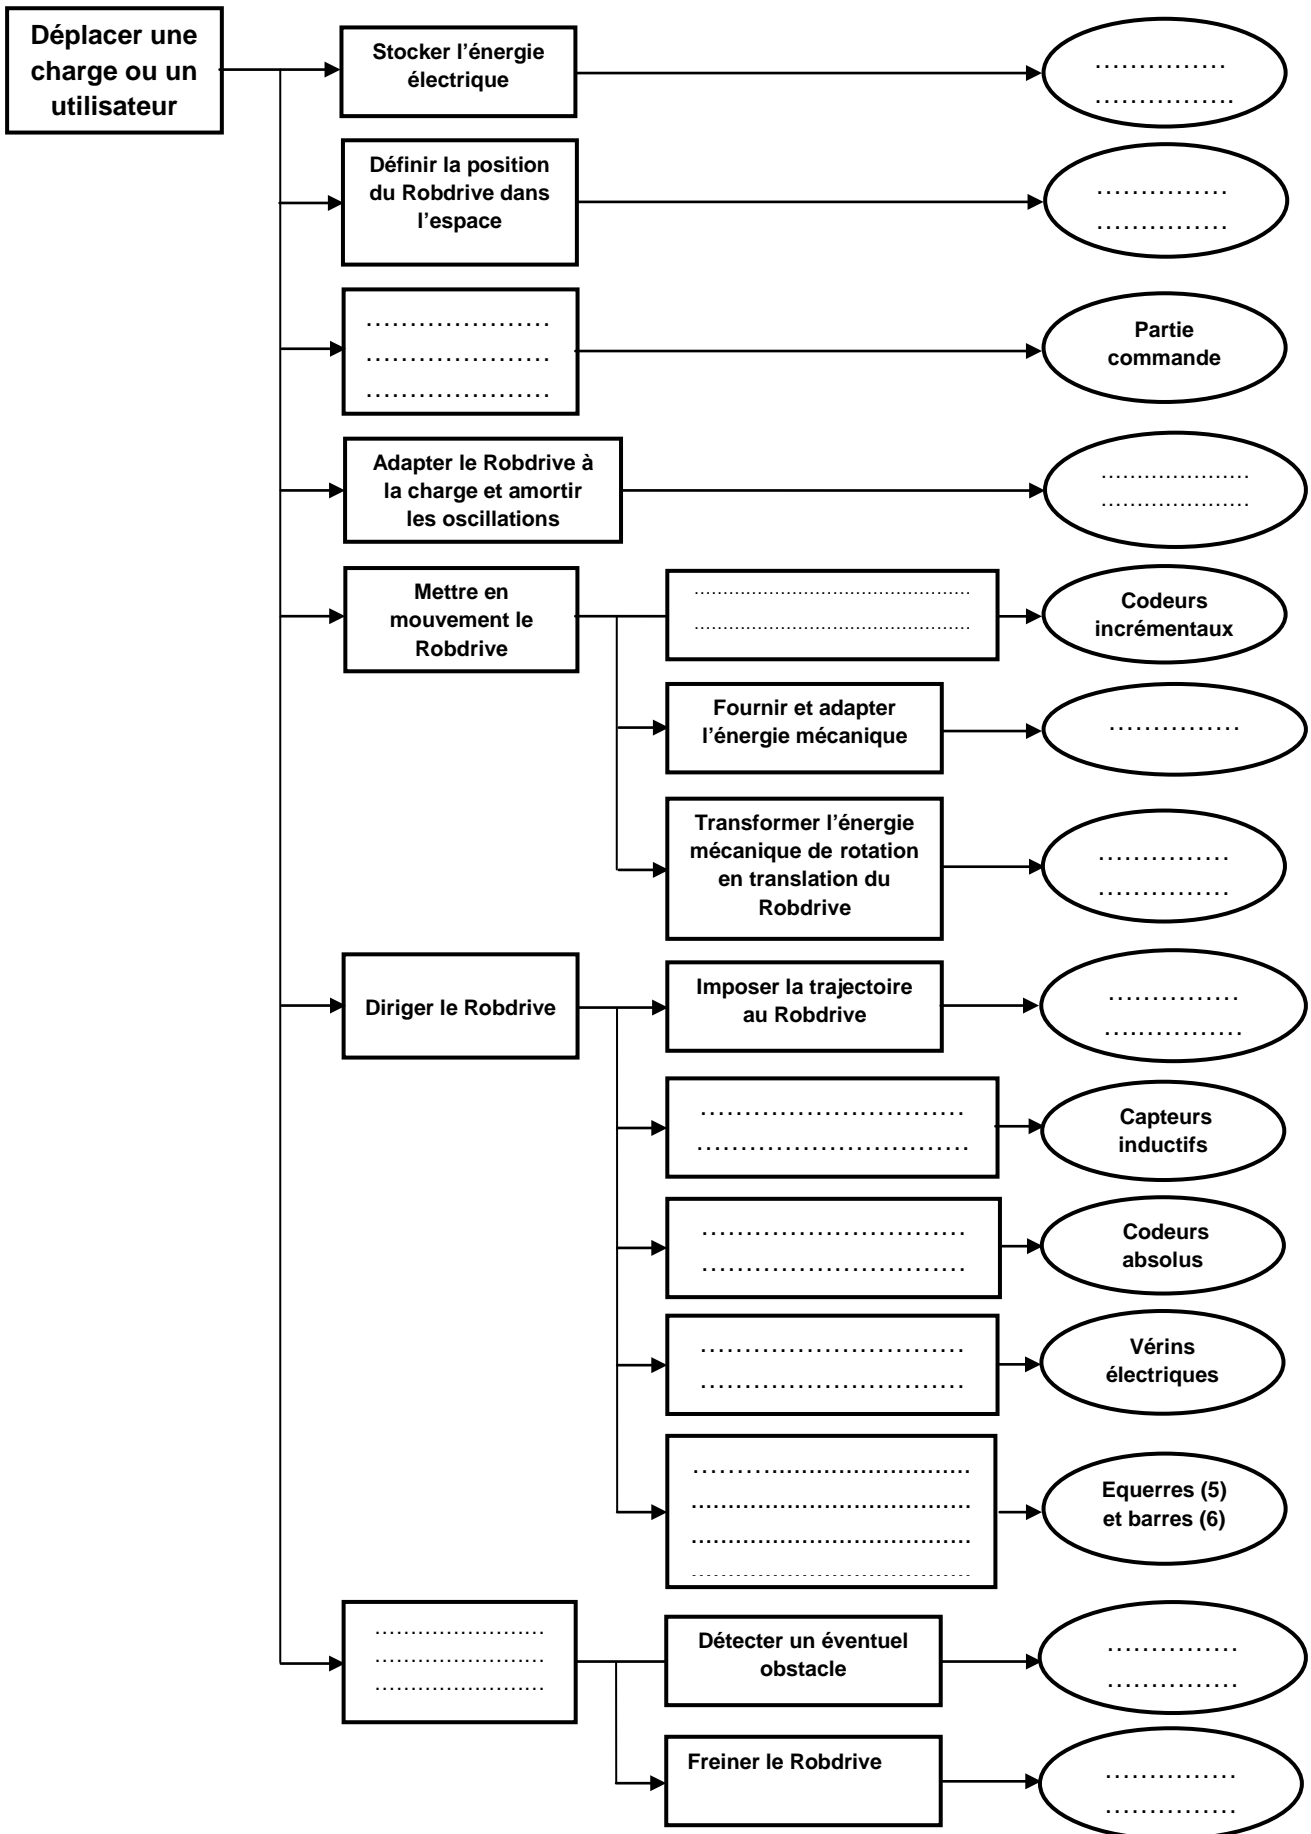 Déplacer une
charge ou un
utilisateur
Stocker l’énergie
électrique
……………
…………….
Définir la position
du Robdrive dans
l’espace
……………
……………
…………………
…………………
…………………
Partie
commande
Adapter le Robdrive à
la charge et amortir
les oscillations
…………………
…………………
Mettre en
mouvement le
Robdrive
…………………………………
…………………………………
Codeurs
incrémentaux
Fournir et adapter
l’énergie mécanique
……………
Transformer l’énergie
mécanique de rotation
en translation du
Robdrive
……………
……………
Diriger le Robdrive
Imposer la trajectoire
au Robdrive
……………
……………
…………………………
…………………………
Capteurs
inductifs
…………………………
…………………………
Codeurs
absolus
…………………………
…………………………
Vérins
électriques
…………………………
…………………………
…………………………
…………………………
Equerres (5)
et barres (6)
…………………
…………………
…………………
Détecter un éventuel
obstacle
……………
……………
Freiner le Robdrive
……………
……………